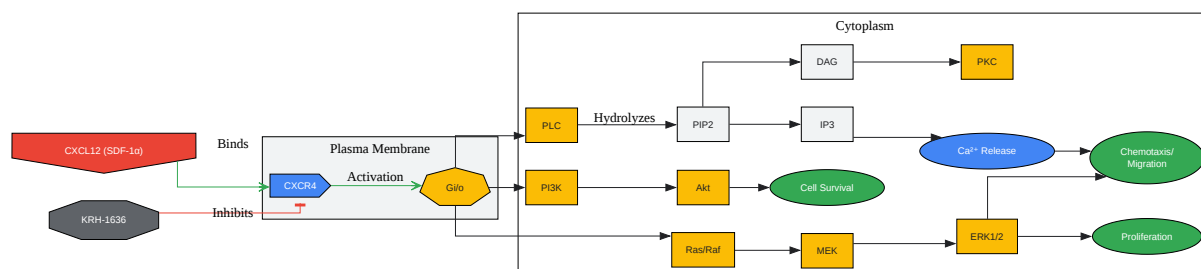 Cytoplasm
DAG
PKC
PLC
Hydrolyzes
PIP2
IP3
CXCL12 (SDF-1α)
Binds
Plasma Membrane
Ca²⁺ Release
Chemotaxis/
Migration
CXCR4
Activation
Gi/o
PI3K
Akt
Cell Survival
KRH-1636
Inhibits
Ras/Raf
MEK
ERK1/2
Proliferation